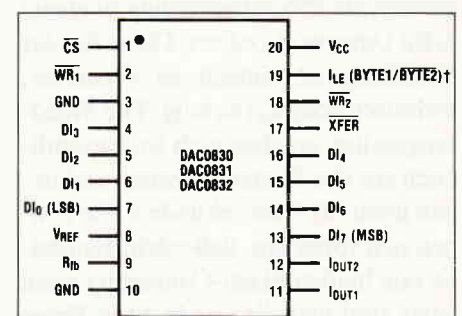 CS 1 20 VCC
WR1 2 19 ILE (BYTE1/BYTE2)†
GND 3 18 WR2
DI3 4 17 XFER
DI2 5 DAC0830 16 DI4
DI1 6 DAC0831 15 DI5
DI0 (LSB) 7 DAC0832 14 DI6
VREF 8 13 DI7 (MSB)
Rfb 9 12 IOUT2
GND 10 11 IOUT1